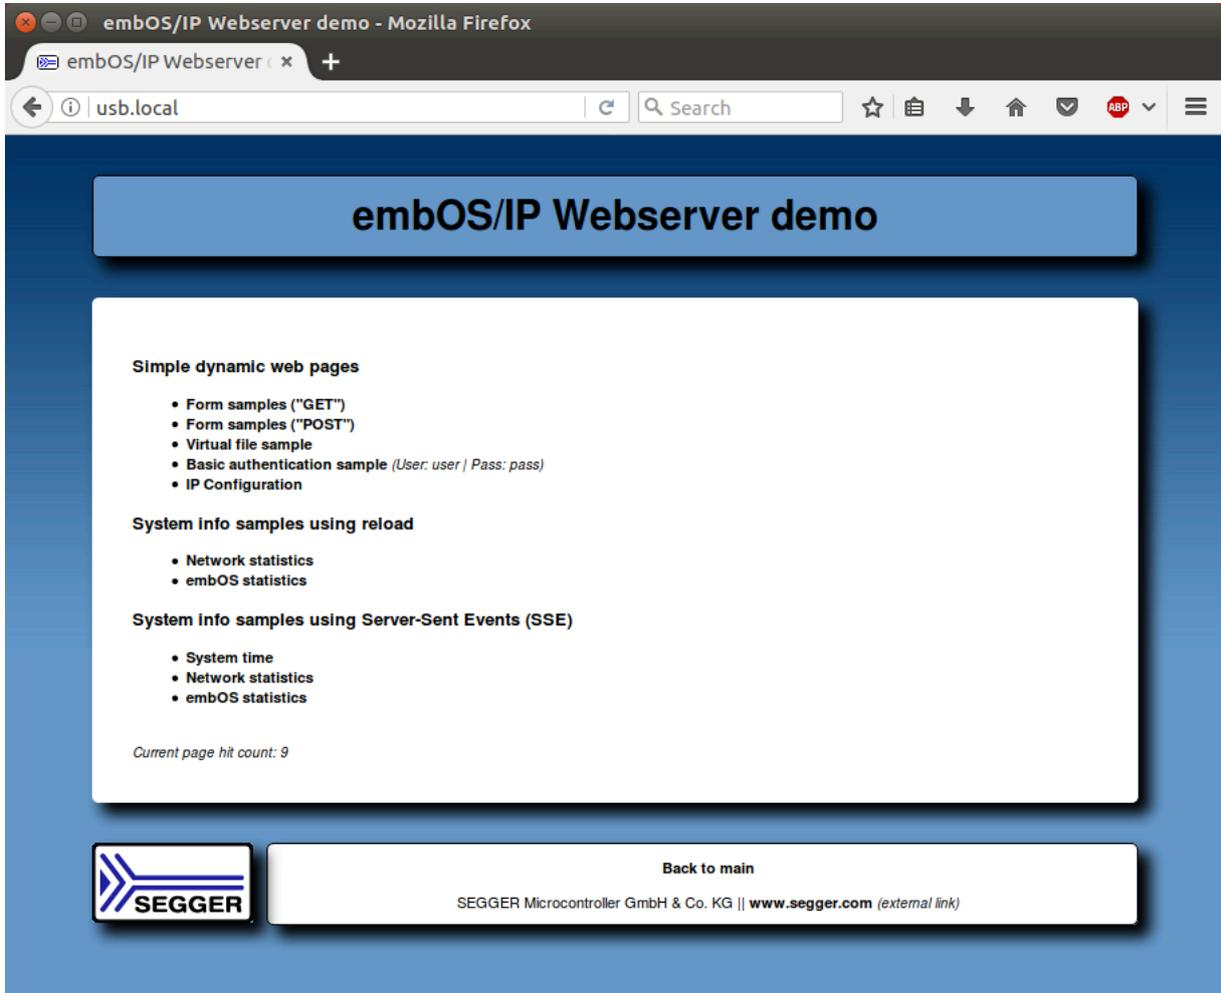 embOS/IP Webserver demo - Mozilla Firefox
embOS/IP Webserver
usb.local
Search
ABP
embOS/IP Webserver demo
Simple dynamic web pages
• Form samples ("GET")
• Form samples ("POST")
• Virtual file sample
• Basic authentication sample (User: user | Pass: pass)
• IP Configuration
System info samples using reload
• Network statistics
• embOS statistics
System info samples using Server-Sent Events (SSE)
• System time
• Network statistics
• embOS statistics
Current page hit count: 9
SEGGER
Back to main
SEGGER Microcontroller GmbH & Co. KG || www.segger.com (external link)